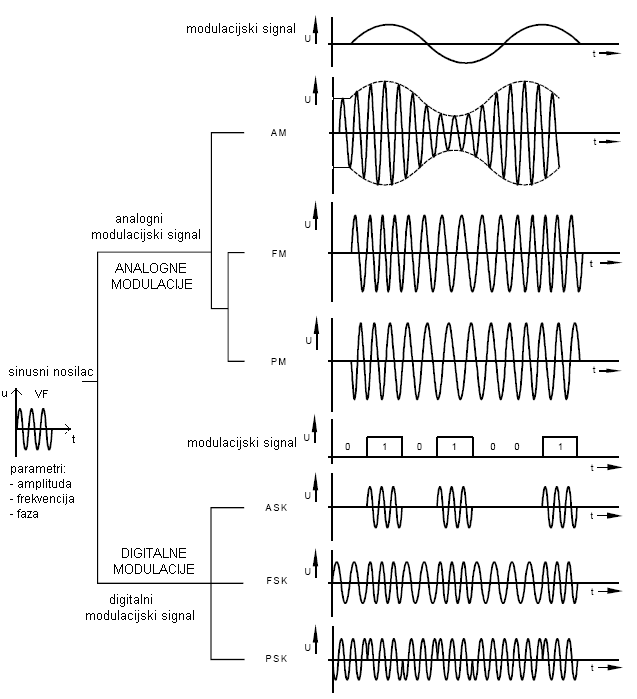 modulacijski signal
U
t
U
AM
t
analogni
modulacijski signal
ANALOGNE
MODULACIJE
U
FM
t
U
PM
t
sinusni nosilac
u
VF
t
parametri:
- amplituda
- frekvencija
- faza
modulacijski signal
U
0 1 0 1 0 0 1
t
U
ASK
t
DIGITALNE
MODULACIJE
digitalni
modulacijski signal
U
FSK
t
U
PSK
t